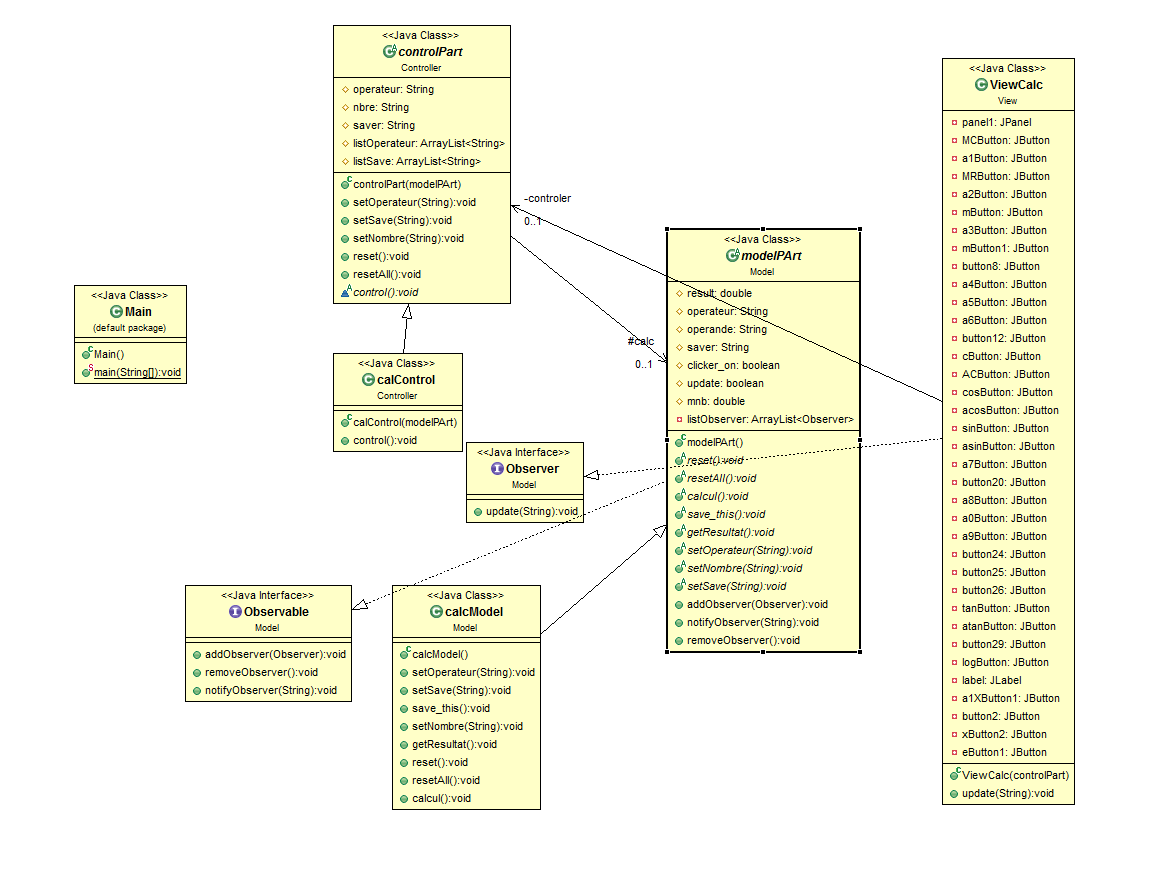 <<Java Class>>
controlPart
Controller
operateur: String
nbre: String
saver: String
listOperateur: ArrayList<String>
listSave: ArrayList<String>
controlPart(modelPArt)
setOperateur(String):void
setSave(String):void
setNombre(String):void
reset():void
resetAll():void
control():void
-controler
0..1
#calc
0..1
<<Java Class>>
Main
(default package)
Main()
main(String[]):void
<<Java Class>>
calControl
Controller
calControl(modelPArt)
control():void
<<Java Interface>>
Observer
Model
update(String):void
<<Java Interface>>
Observable
Model
addObserver(Observer):void
removeObserver():void
notifyObserver(String):void
<<Java Class>>
calcModel
Model
calcModel()
setOperateur(String):void
setSave(String):void
save_this():void
setNombre(String):void
getResultat():void
reset():void
resetAll():void
calcul():void
<<Java Class>>
modelPArt
Model
result: double
operateur: String
operande: String
saver: String
clicker_on: boolean
update: boolean
mnb: double
listObserver: ArrayList<Observer>
modelPArt()
reset():void
resetAll():void
calcul():void
save_this():void
getResultat():void
setOperateur(String):void
setNombre(String):void
setSave(String):void
addObserver(Observer):void
notifyObserver(String):void
removeObserver():void
<<Java Class>>
ViewCalc
View
panel1: JPanel
MCButton: JButton
a1Button: JButton
MRButton: JButton
a2Button: JButton
mButton: JButton
a3Button: JButton
mButton1: JButton
button8: JButton
a4Button: JButton
a5Button: JButton
a6Button: JButton
button12: JButton
cButton: JButton
ACButton: JButton
cosButton: JButton
acosButton: JButton
sinButton: JButton
asinButton: JButton
a7Button: JButton
button20: JButton
a8Button: JButton
a0Button: JButton
a9Button: JButton
button24: JButton
button25: JButton
button26: JButton
tanButton: JButton
atanButton: JButton
button29: JButton
logButton: JButton
label: JLabel
a1XButton1: JButton
button2: JButton
xButton2: JButton
eButton1: JButton
ViewCalc(controlPart)
update(String):void